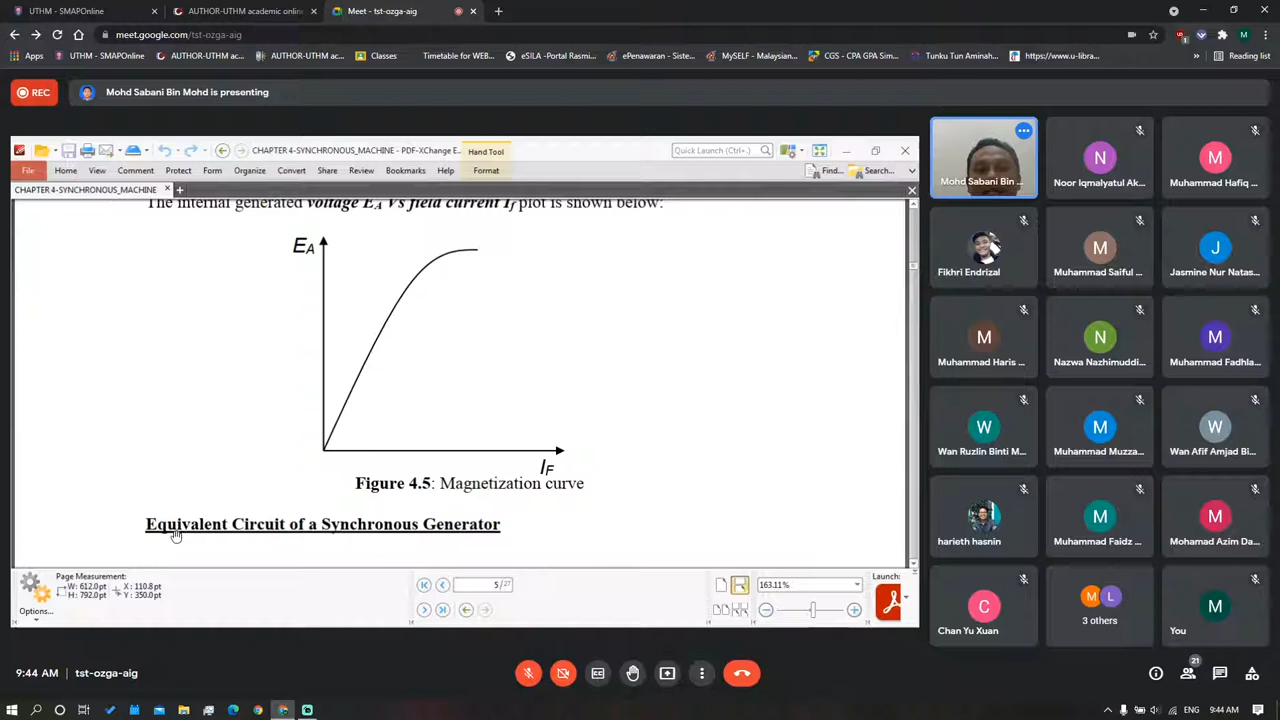 UTHM - SMAPOnline
AUTHOR-UTHM academic onlin
Meet - tst-ozga-aig
meet.google.com/tst-ozga-aig
Apps
UTHM - SMAPOnline
AUTHOR-UTHM ac...
AUTHOR-UTHM ac...
Classes
Timetable for WEB...
eSILA -Portal Rasmi...
ePenawaran - Siste...
MySELF - Malaysian...
CGS - CPA GPA Sim...
Tunku Tun Aminah...
https://www.u-libra...
»
Reading list
REC
Mohd Sabani Bin Mohd is presenting
CHAPTER 4-SYNCHRONOUS_MACHINE - PDF-XChange E...
Hand Tool
Quick Launch (Ctrl+.)
File
Home
View
Comment
Protect
Form
Organize
Convert
Share
Review
Bookmarks
Help
Format
Find...
Search...
CHAPTER 4-SYNCHRONOUS_MACHINE
The internal generated voltage EA Vs field current If plot is shown below:
EA
IF
Figure 4.5: Magnetization curve
Equivalent Circuit of a Synchronous Generator
Options...
Page Measurement:
W: 612.0 pt
H: 792.0 pt
X: 110.8 pt
Y: 350.0 pt
5 /27
163.11%
Launch:
Mohd Sabani Bin ...
N
Noor Iqmalyatul Ak...
M
Muhammad Hafiq ...
Fikhri Endrizal
M
Muhammad Saiful ...
J
Jasmine Nur Natas...
M
Muhammad Haris ...
N
Nazwa Nazhimuddi...
M
Muhammad Fadhla...
W
Wan Ruzlin Binti M...
M
Muhammad Muzza...
W
Wan Afif Amjad Bi...
harieth hasnin
M
Muhammad Faidz ...
M
Mohamad Azim Da...
C
Chan Yu Xuan
M
L
3 others
M
You
9:44 AM
tst-ozga-aig
21
ENG
9:44 AM